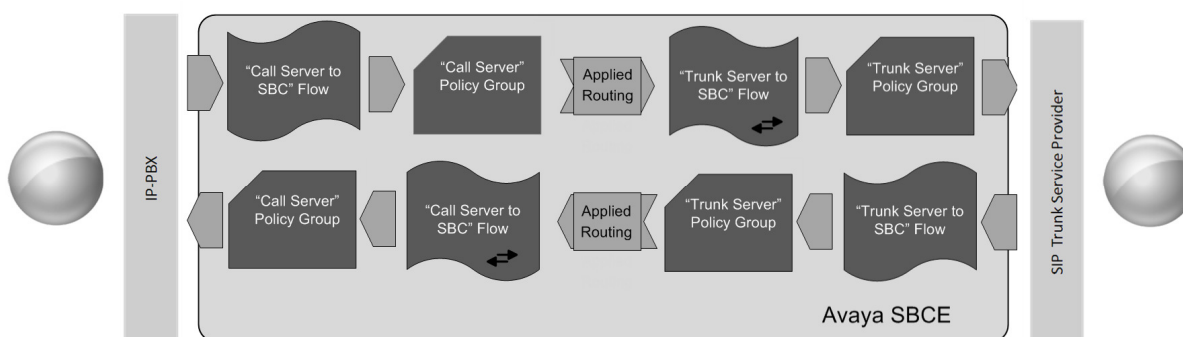 IP-PBX
“Call Server to
SBC” Flow
“Call Server”
Policy Group
Applied
Routing
“Trunk Server to
SBC” Flow
“Trunk Server”
Policy Group
“Call Server”
Policy Group
“Call Server to
SBC” Flow
Applied
Routing
“Trunk Server”
Policy Group
“Trunk Server to
SBC” Flow
Avaya SBCE
SIP Trunk Service Provider